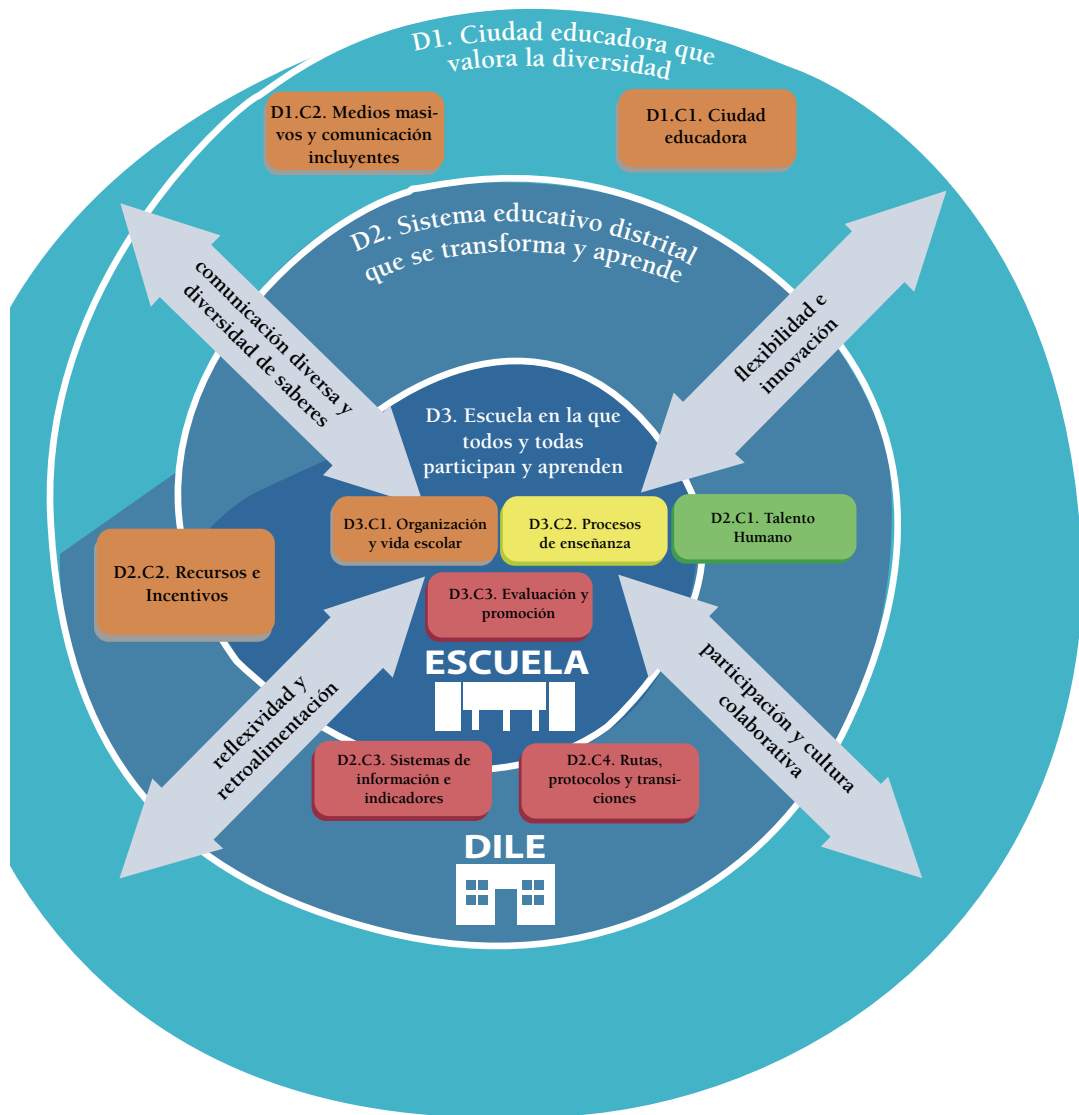 D1. Ciudad educadora que
valora la diversidad
D1.C2. Medios masi-
vos y comunicación
incluyentes
D1.C1. Ciudad
educadora
D2. Sistema educativo distrital
que se transforma y aprende
comunicación diversa y
diversidad de saberes
flexibilidad e
innovación
D3. Escuela en la que
todos y todas
participan y aprenden
D3.C1. Organización
y vida escolar
D3.C2. Procesos
de enseñanza
D2.C1. Talento
Humano
D2.C2. Recursos e
Incentivos
D3.C3. Evaluación y
promoción
ESCUELA
reflexividad y
retroalimentación
participación y cultura
colaborativa
D2.C3. Sistemas de
información e
indicadores
D2.C4. Rutas,
protocolos y transi-
ciones
DILE